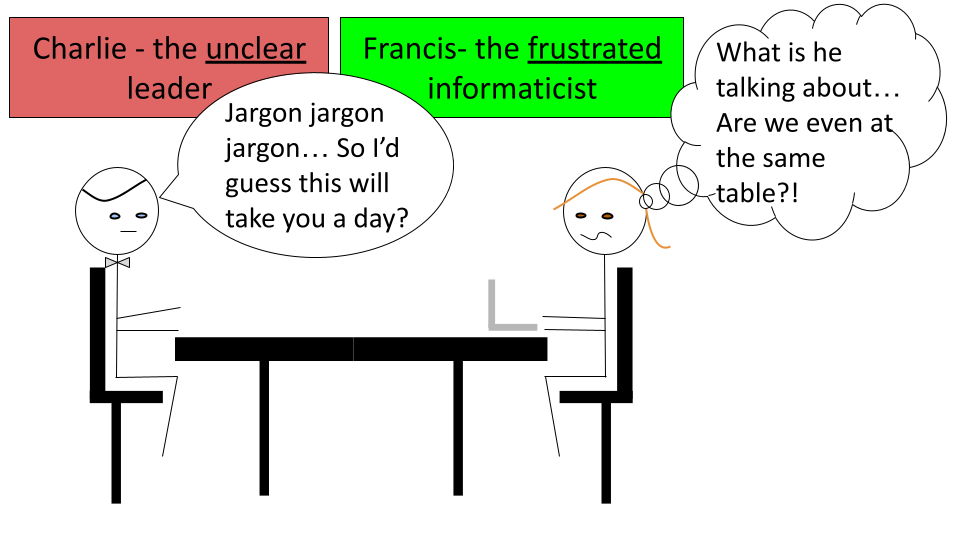 Charlie - the unclear
leader
Francis- the frustrated
informaticist
Jargon jargon
jargon… So I’d
guess this will
take you a day?
What is he
talking about…
Are we even at
the same
table?!